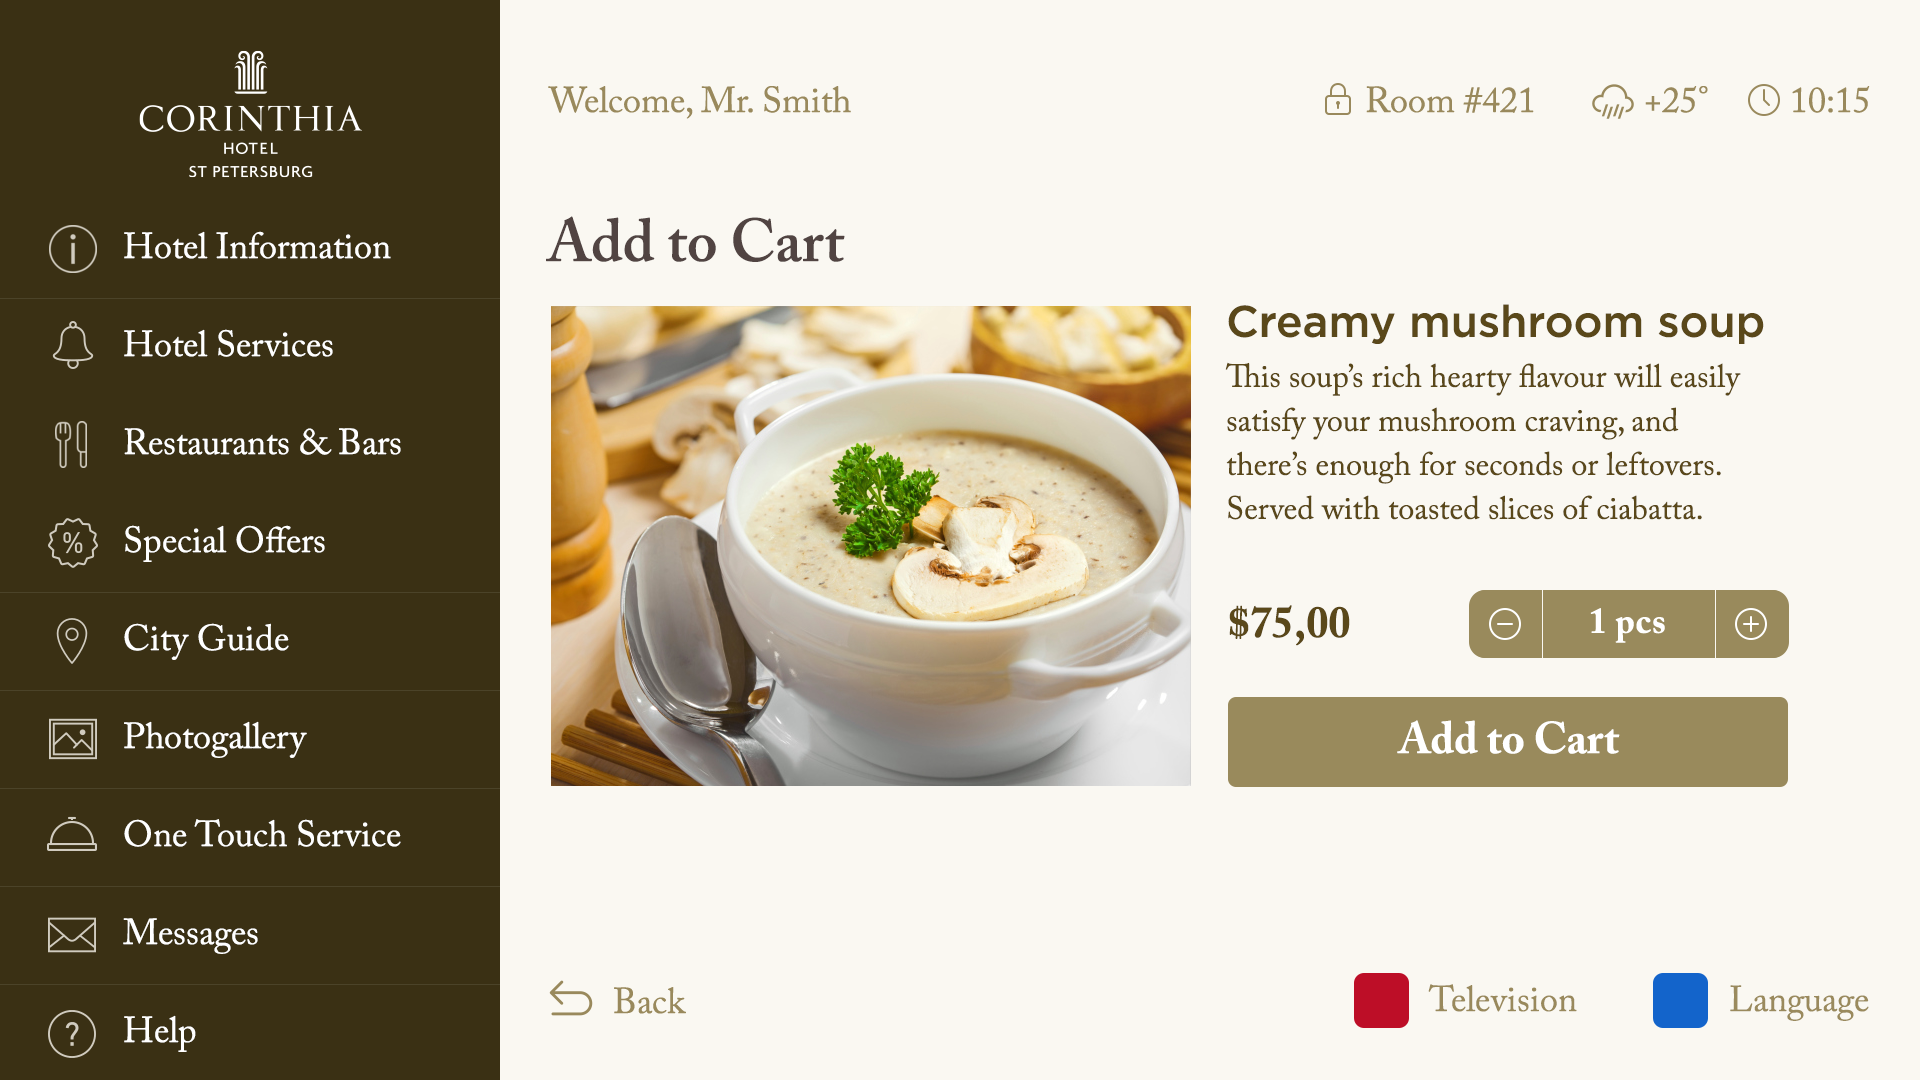 CORINTHIA
HOTEL
ST PETERSBURG
Hotel Information
Hotel Services
Restaurants & Bars
Special Offers
City Guide
Photogallery
One Touch Service
Messages
Help
Welcome, Mr. Smith
Room #421
+25°
10:15
Add to Cart
Creamy mushroom soup
This soup’s rich hearty flavour will easily
satisfy your mushroom craving, and
there’s enough for seconds or leftovers.
Served with toasted slices of ciabatta.
$75,00
1 pcs
Add to Cart
Back
Television
Language